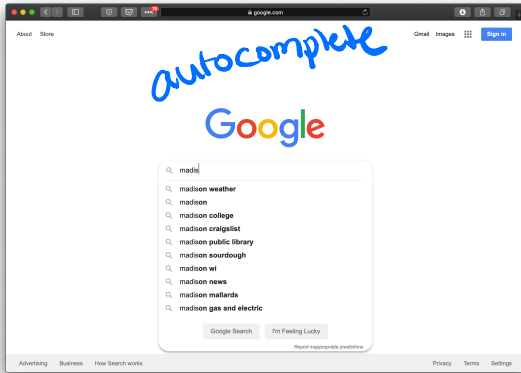 google.com
About Store
Gmail Images
Sign in
autocomplete
Google
madis
madison weather
madison
madison college
madison craigslist
madison public library
madison sourdough
madison wi
madison news
madison mallards
madison gas and electric
Google Search I'm Feeling Lucky
Report inappropriate predictions
Advertising Business How Search works
Privacy Terms Settings